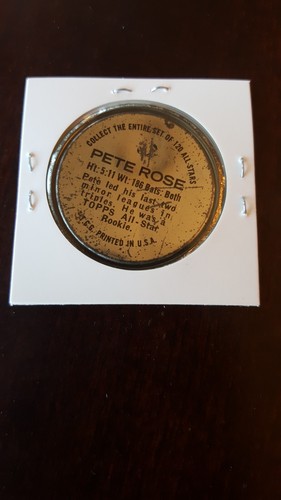 COLLECT THE ENTIRE SET OF 120 ALL-STARS
PETE ROSE
Ht: 5:11 Wt: 186 Bats: Both
Pete led his last two
minor leagues in
triples. He was a
TOPPS All-Star
Rookie.
T.C.G. PRINTED IN U.S.A.